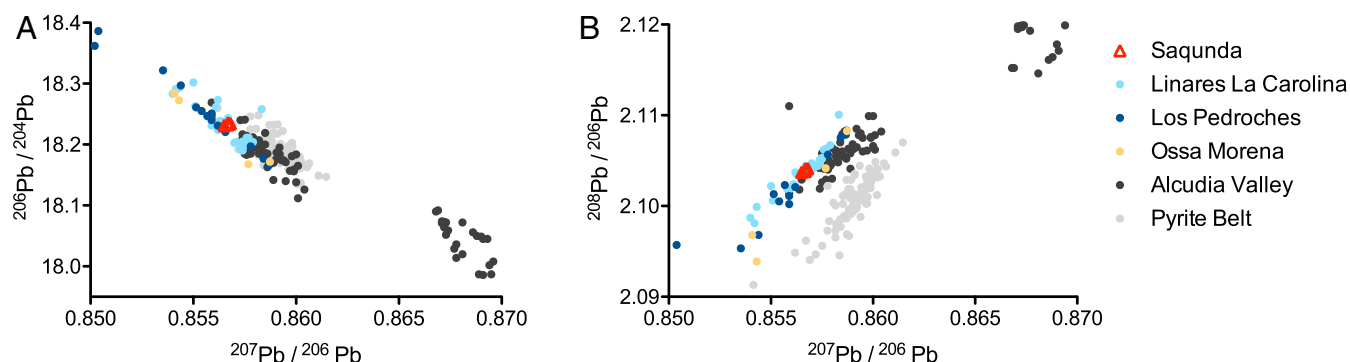 A
18.4
18.3
18.2
18.1
18.0
206Pb / 204Pb
0.850 0.855 0.860 0.865 0.870
207Pb / 206 Pb
B
2.12
2.11
2.10
2.09
208Pb / 206Pb
0.850 0.855 0.860 0.865 0.870
207Pb / 206 Pb
Saqunda
Linares La Carolina
Los Pedroches
Ossa Morena
Alcudia Valley
Pyrite Belt